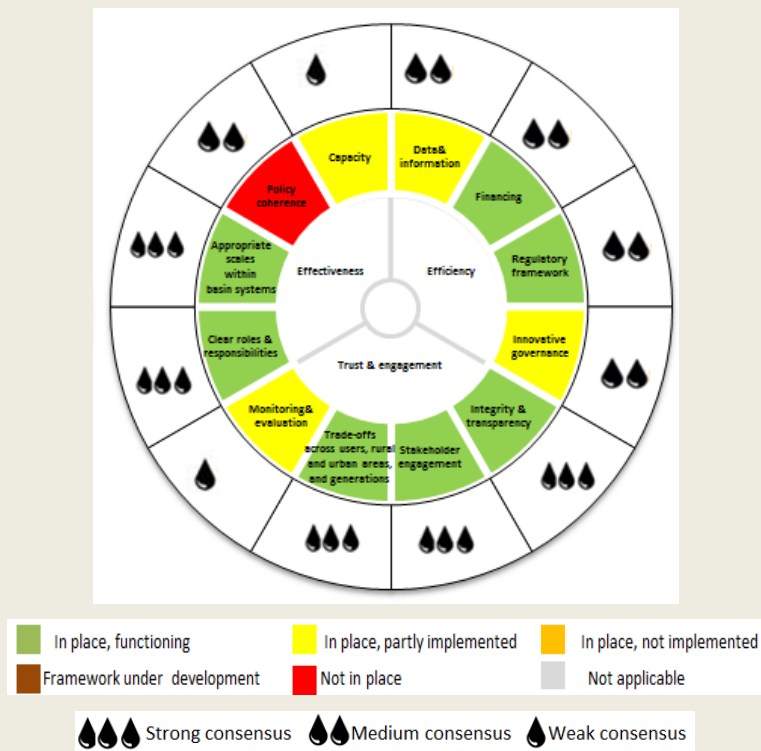 Capacity
Data&
information
Financing
Regulatory
framework
Innovative
governance
Integrity &
transparency
Stakeholder
engagement
Trade-offs
across users, rural
and urban areas,
and generations
Monitoring&
evaluation
Clear roles &
responsibilities
Appropriate
scales
within
basin systems
Policy
coherence
Effectiveness
Efficiency
Trust & engagement
In place, functioning
In place, partly implemented
In place, not implemented
Framework under development
Not in place
Not applicable
Strong consensus
Medium consensus
Weak consensus